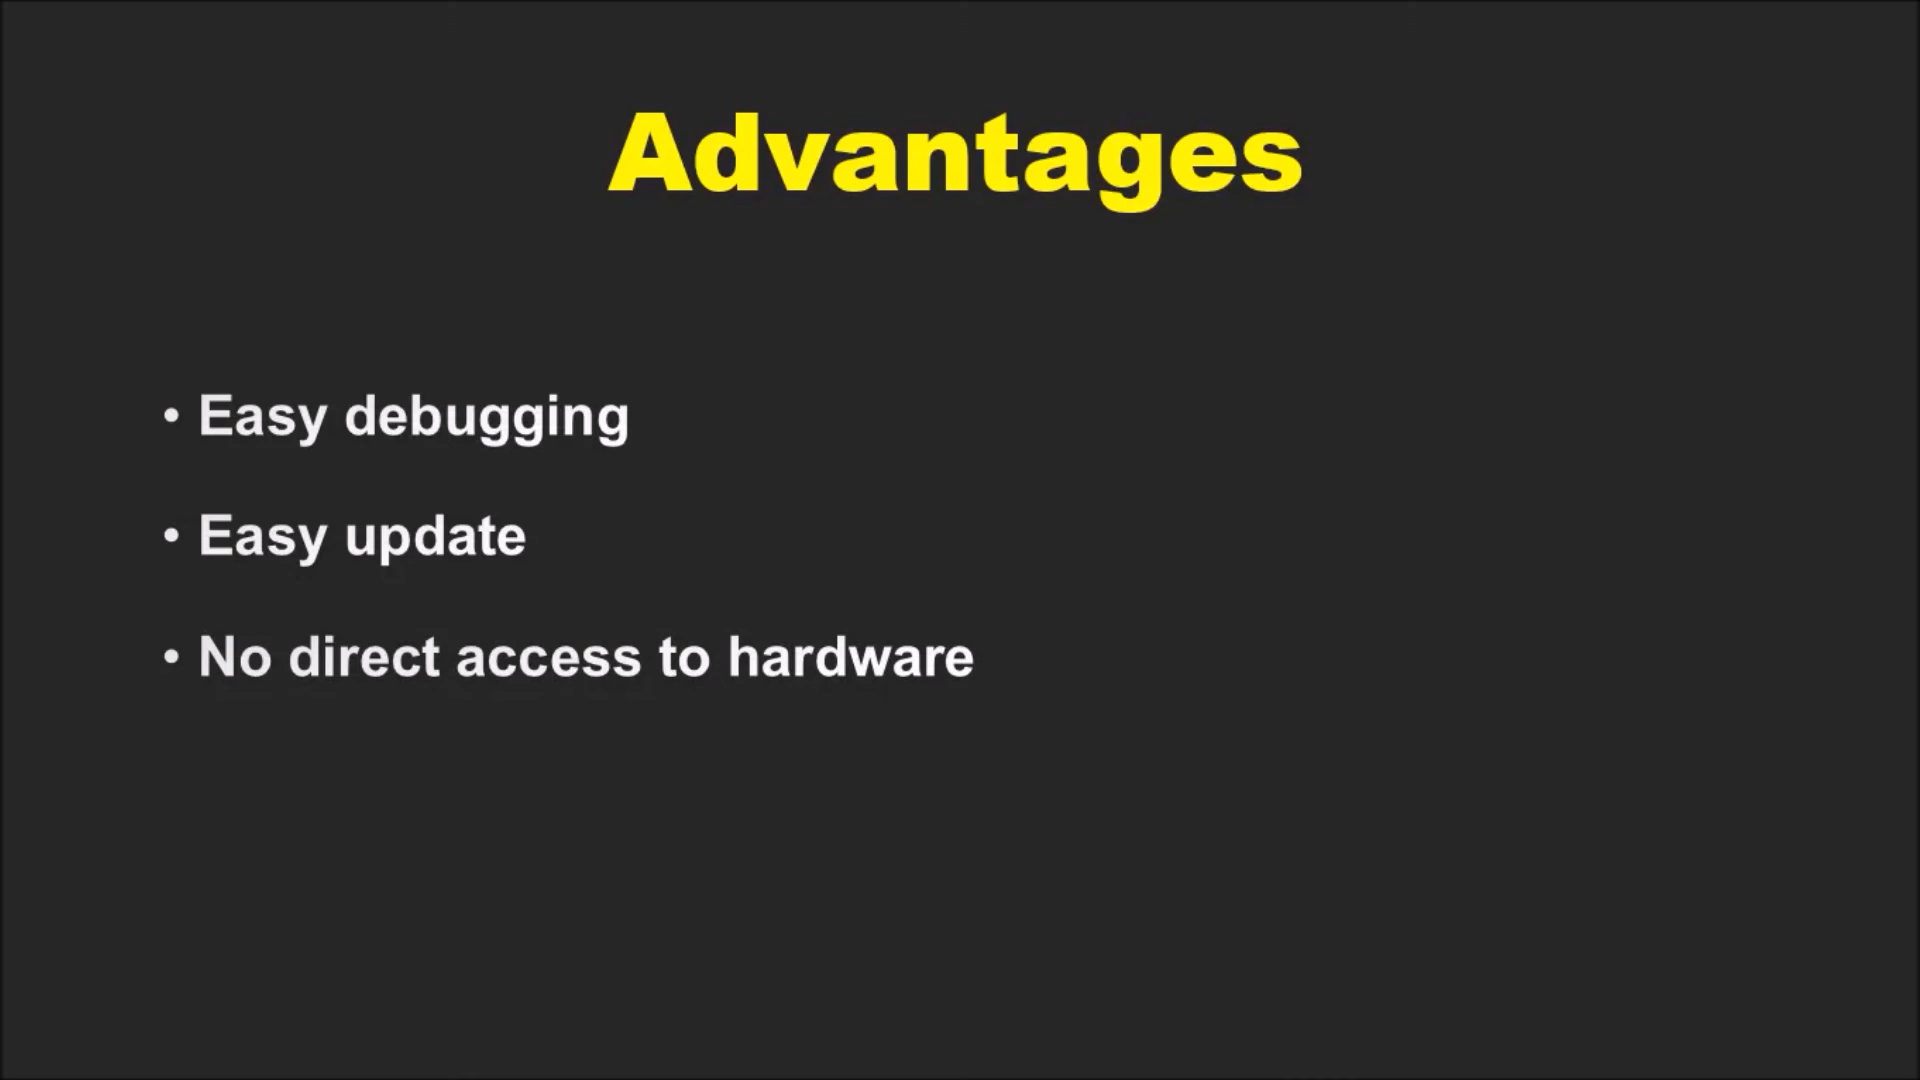 Advantages
• Easy debugging
• Easy update
• No direct access to hardware